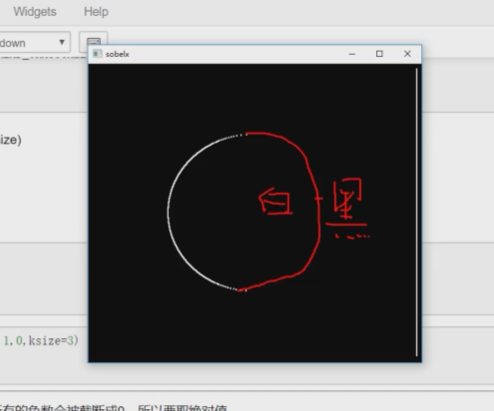 Widgets Help
down
sobelx
ize)
白 黑
1,0,ksize=3)
所有的负数会被截断成0，所以要取绝对值